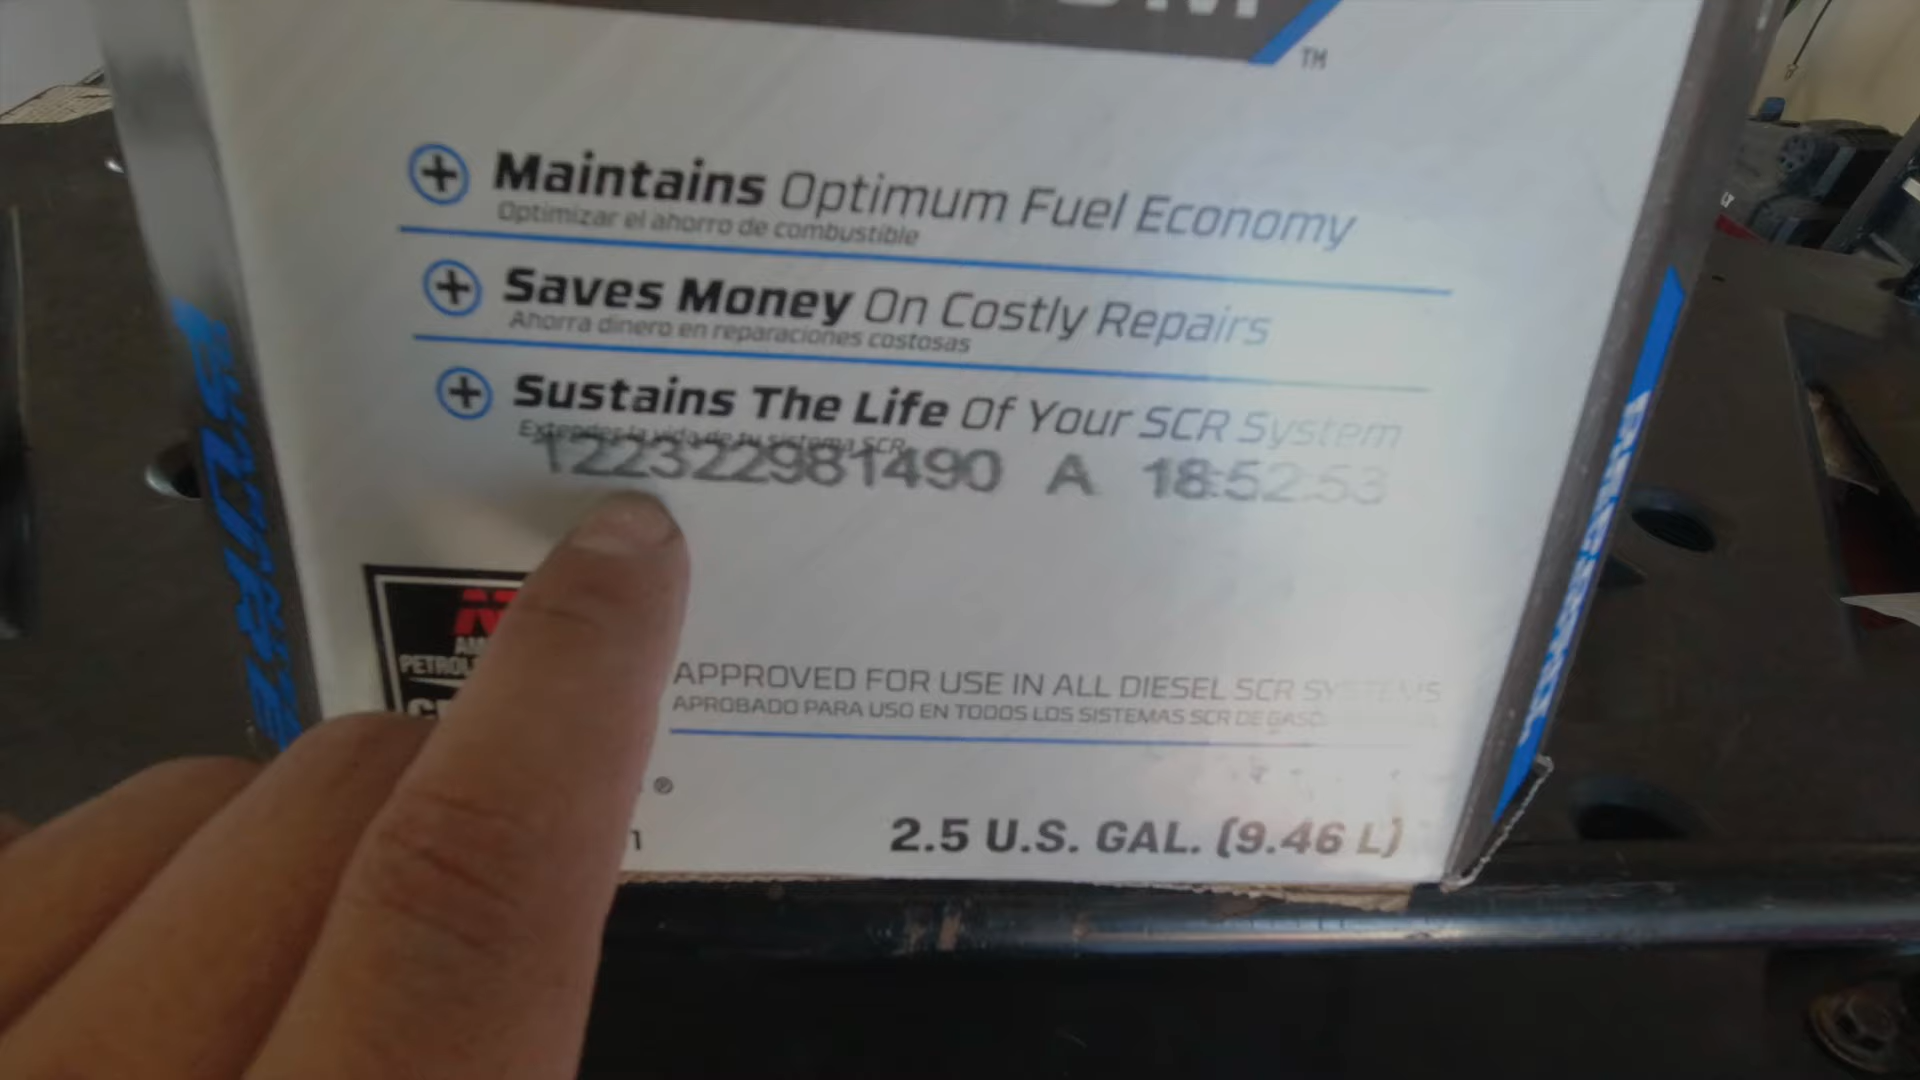 TM
Maintains Optimum Fuel Economy
Optimizar el ahorro de combustible
Saves Money On Costly Repairs
Ahorra dinero en reparaciones costosas
Sustains The Life Of Your SCR System
Extender la vida de tu sistema SCR
122322981490 A 18:52:53
APPROVED FOR USE IN ALL DIESEL SCR SYSTEMS
APROBADO PARA USO EN TODOS LOS SISTEMAS SCR DE
®
2.5 U.S. GAL. (9.46 L)